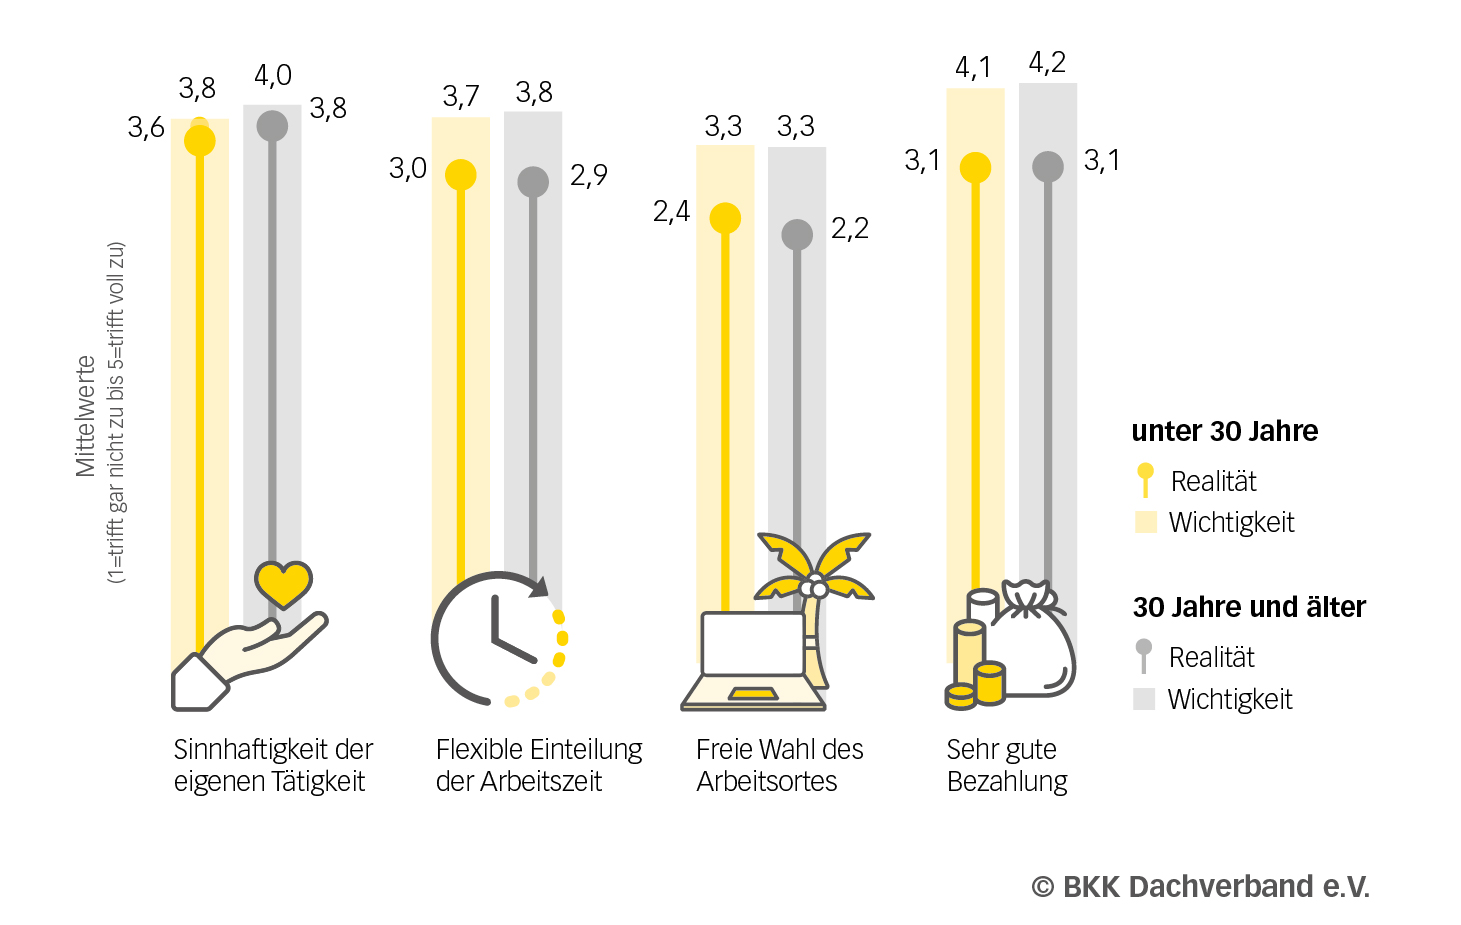 3,6
3,8
4,0
3,8
3,0
3,7
3,8
2,9
2,4
3,3
3,3
2,2
3,1
4,1
4,2
3,1
Mittelwerte
(1=trifft gar nicht zu bis 5=trifft voll zu)
Sinnhaftigkeit der
eigenen Tätigkeit
Flexible Einteilung
der Arbeitszeit
Freie Wahl des
Arbeitsortes
Sehr gute
Bezahlung
unter 30 Jahre
Realität
Wichtigkeit
30 Jahre und älter
Realität
Wichtigkeit
© BKK Dachverband e.V.